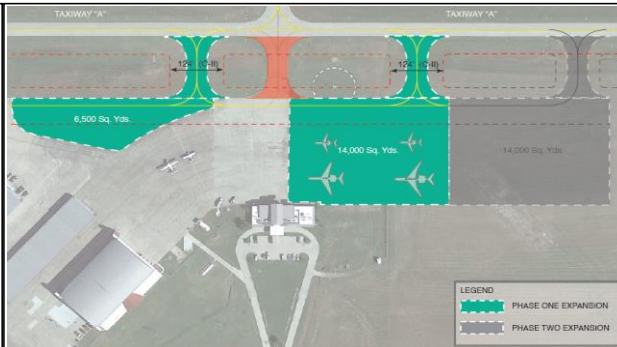 TAXIWAY "A" TAXIWAY "A"
124' (C-II) 124' (C-II)
6,500 Sq. Yds.
14,000 Sq. Yds. 14,000 Sq. Yds.
LEGEND
PHASE ONE EXPANSION
PHASE TWO EXPANSION